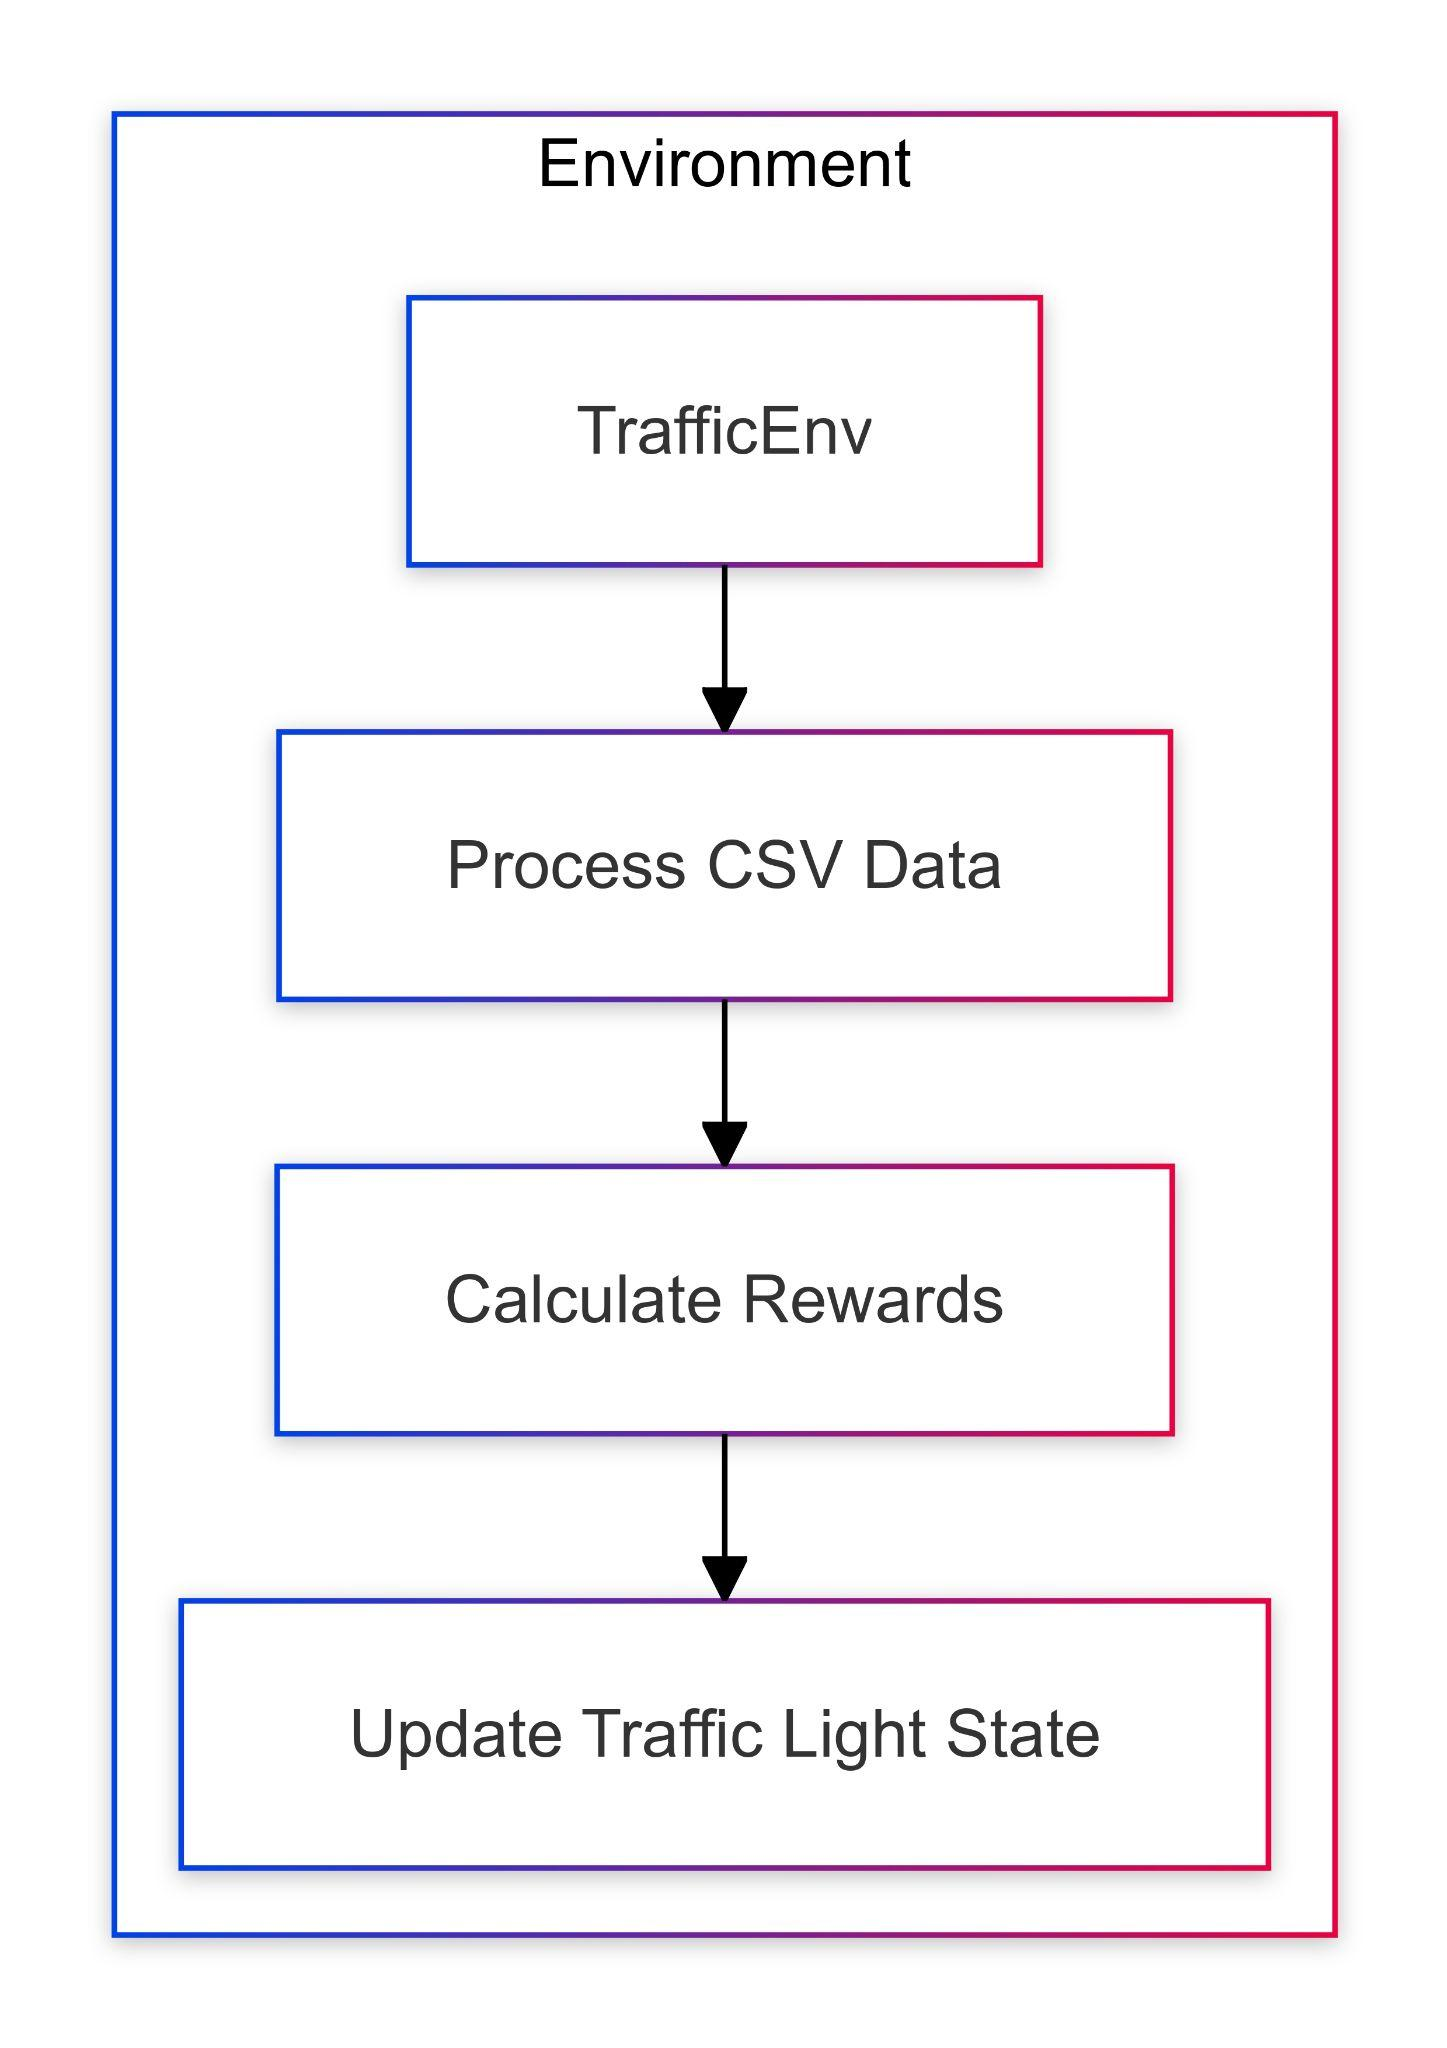 Environment
TrafficEnv
Process CSV Data
Calculate Rewards
Update Traffic Light State